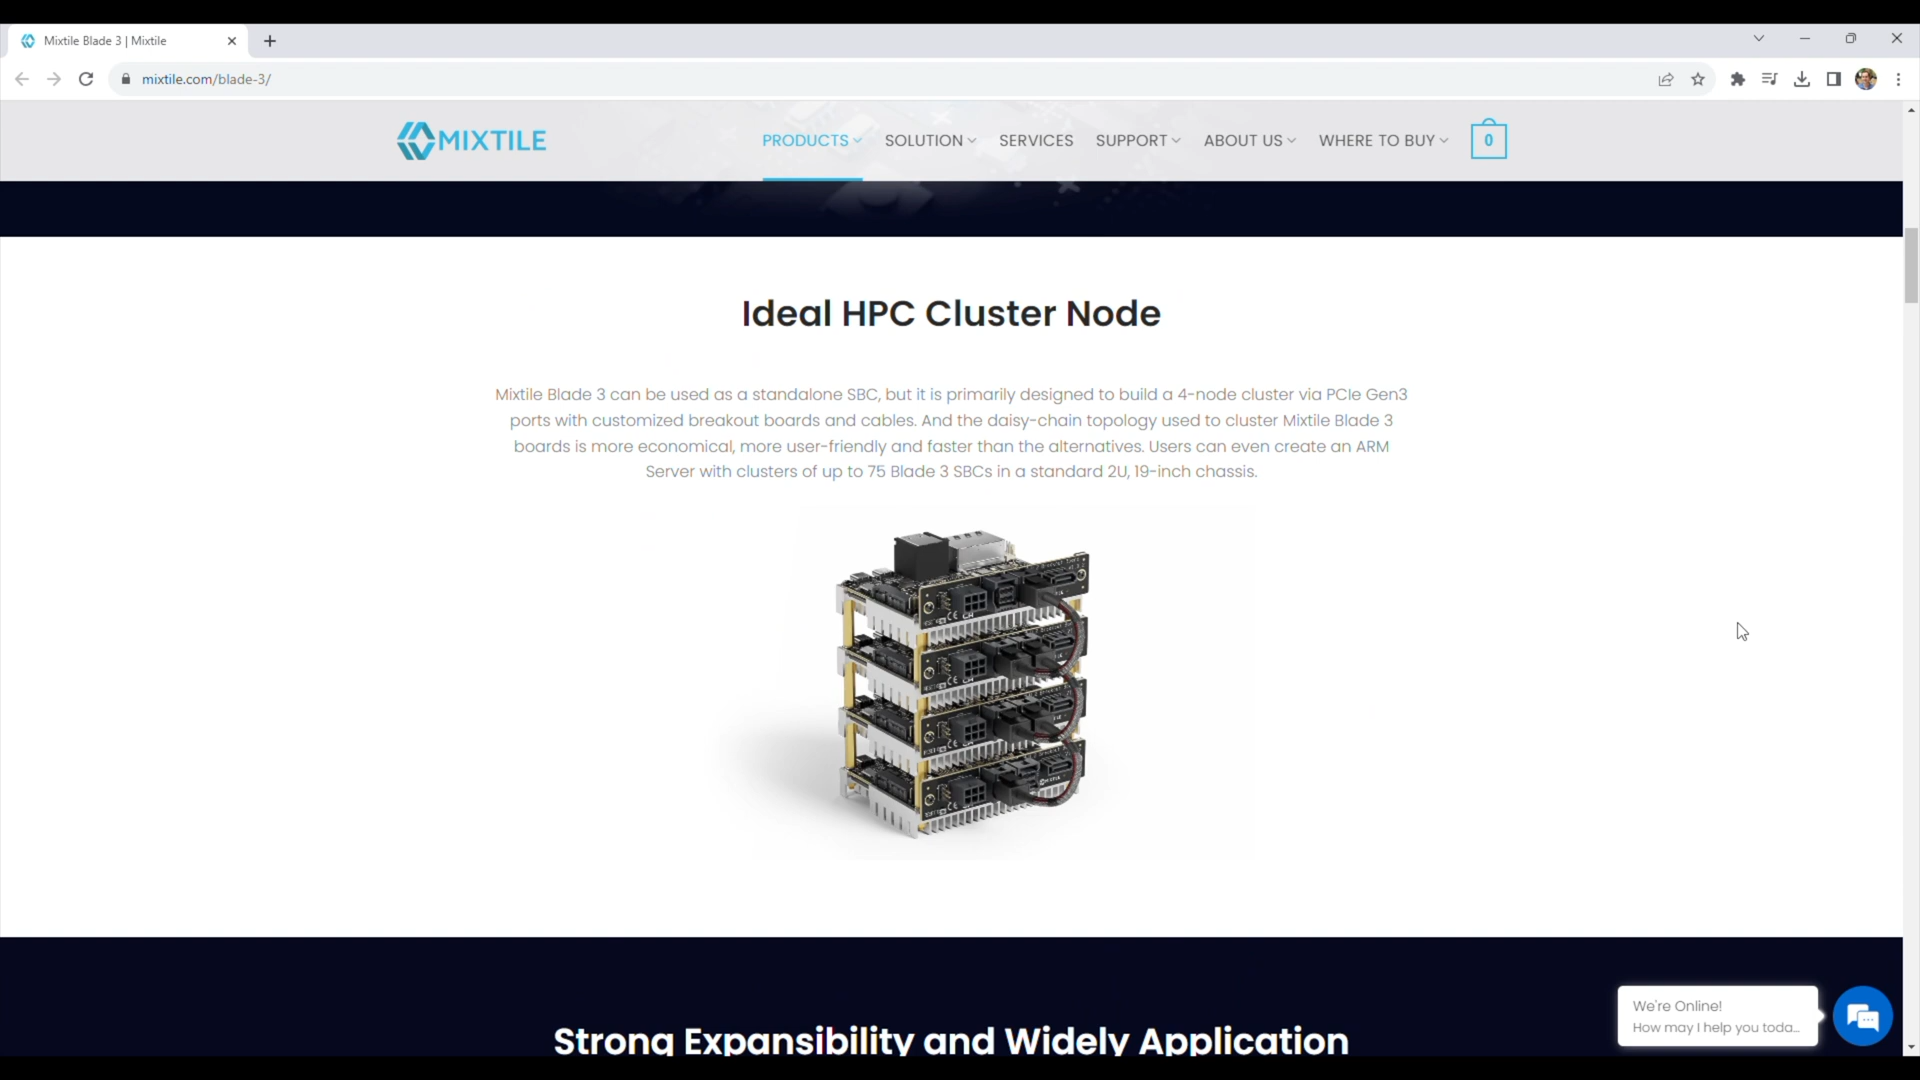 Mixtile Blade 3 | Mixtile
mixtile.com/blade-3/
MIXTILE
PRODUCTS
SOLUTION
SERVICES
SUPPORT
ABOUT US
WHERE TO BUY
0
Ideal HPC Cluster Node
Mixtile Blade 3 can be used as a standalone SBC, but it is primarily designed to build a 4-node cluster via PCIe Gen3
ports with customized breakout boards and cables. And the daisy-chain topology used to cluster Mixtile Blade 3
boards is more economical, more user-friendly and faster than the alternatives. Users can even create an ARM
Server with clusters of up to 75 Blade 3 SBCs in a standard 2U, 19-inch chassis.
Strong Expansibility and Widely Application
We're Online!
How may I help you toda...